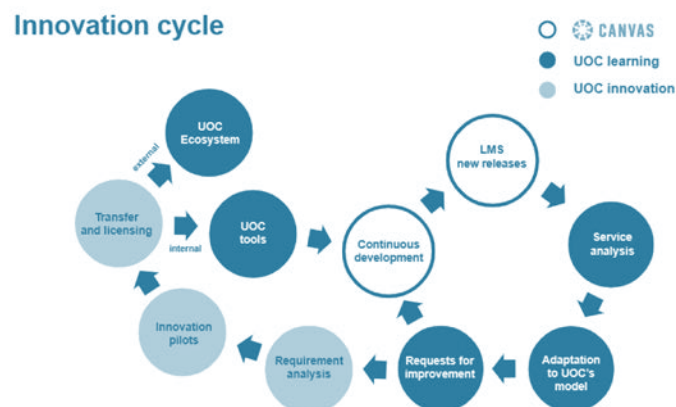 Innovation cycle
CANVAS
UOC learning
UOC innovation
UOC
Ecosystem
external
LMS
new releases
Transfer
and licensing
internal
UOC
tools
Continuous
development
Service
analysis
Innovation
pilots
Requirement
analysis
Requests for
improvement
Adaptation
to UOC's
model